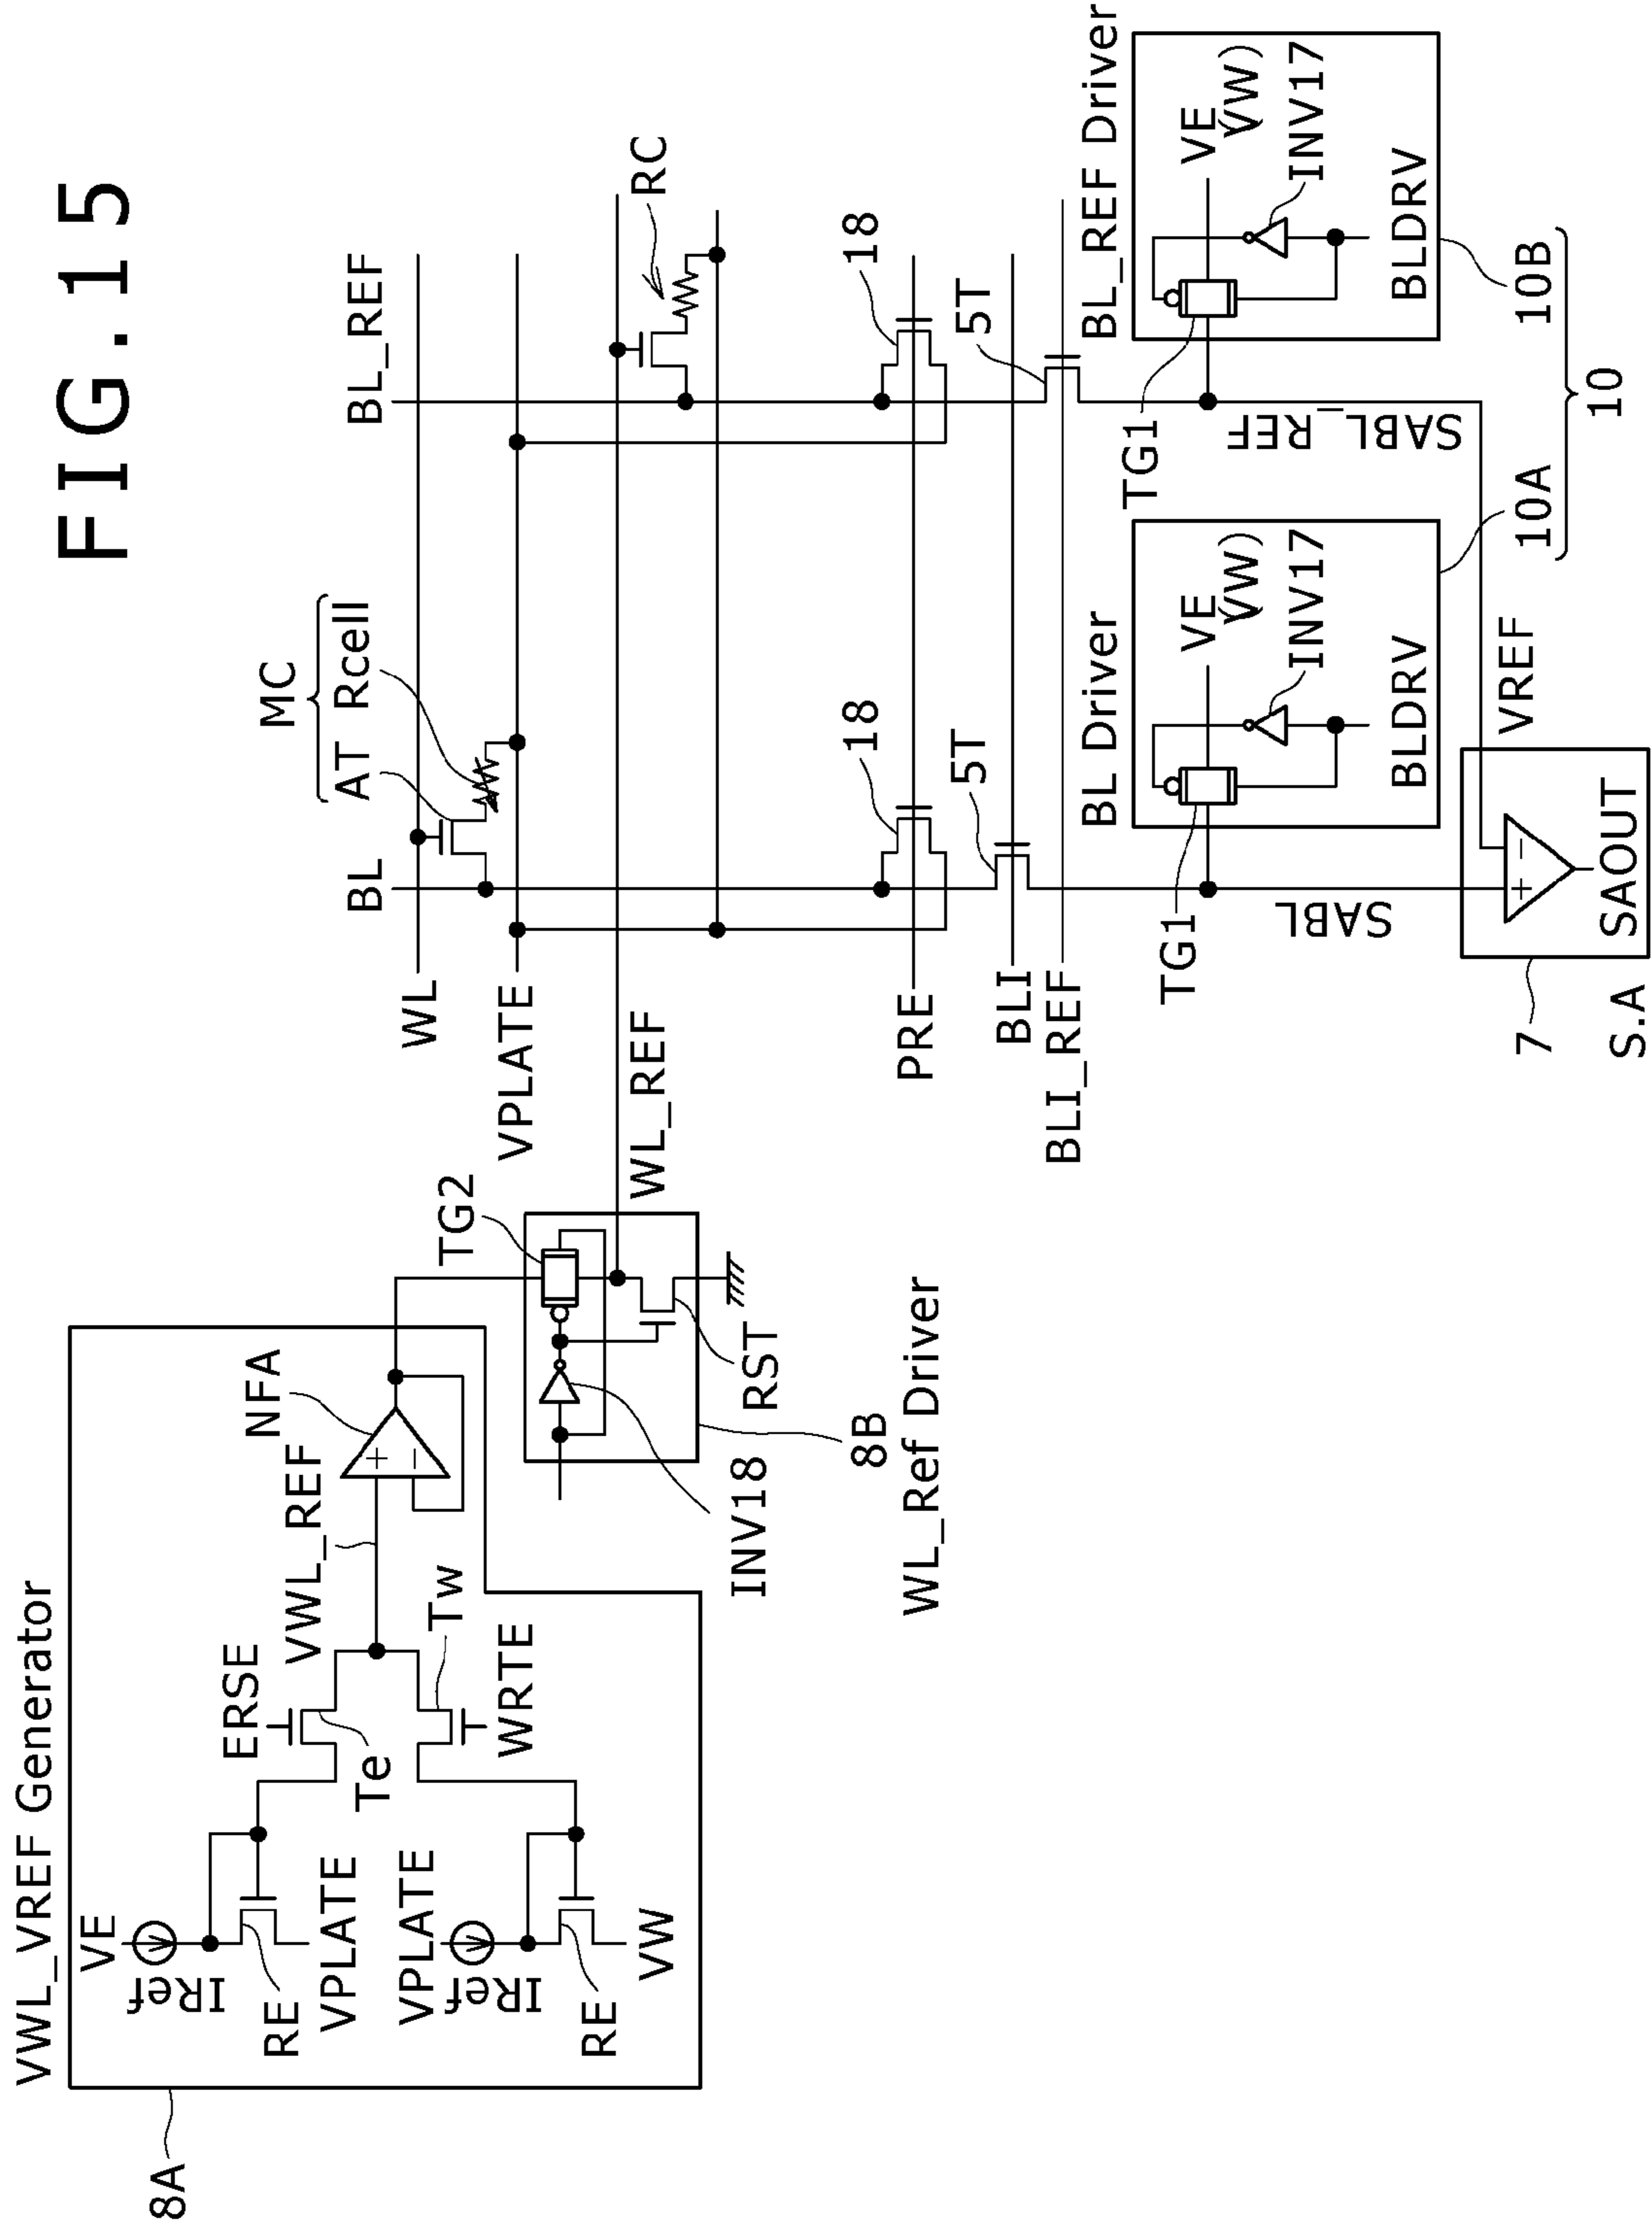 FIG.15
VWL_VREF Generator
8A
VE
IRef
RE
VPLATE
VPLATE
IRef
RE
VW
ERSE
Te
Tw
WRTE
VWL_REF
NFA
TG2
INV18
RST
8B
WL_Ref Driver
WL_REF
MC
AT Rcell
BL
BL_REF
WL
VPLATE
RC
18
18
PRE
5T
5T
BLI
BLI_REF
BL Driver
BL_REF Driver
TG1
VE
(VW)
INV17
BLDRV
TG1
VE
(VW)
INV17
BLDRV
SABL
SABL_REF
10A
10B
10
VREF
+
−
+
−
SAOUT
7
S.A